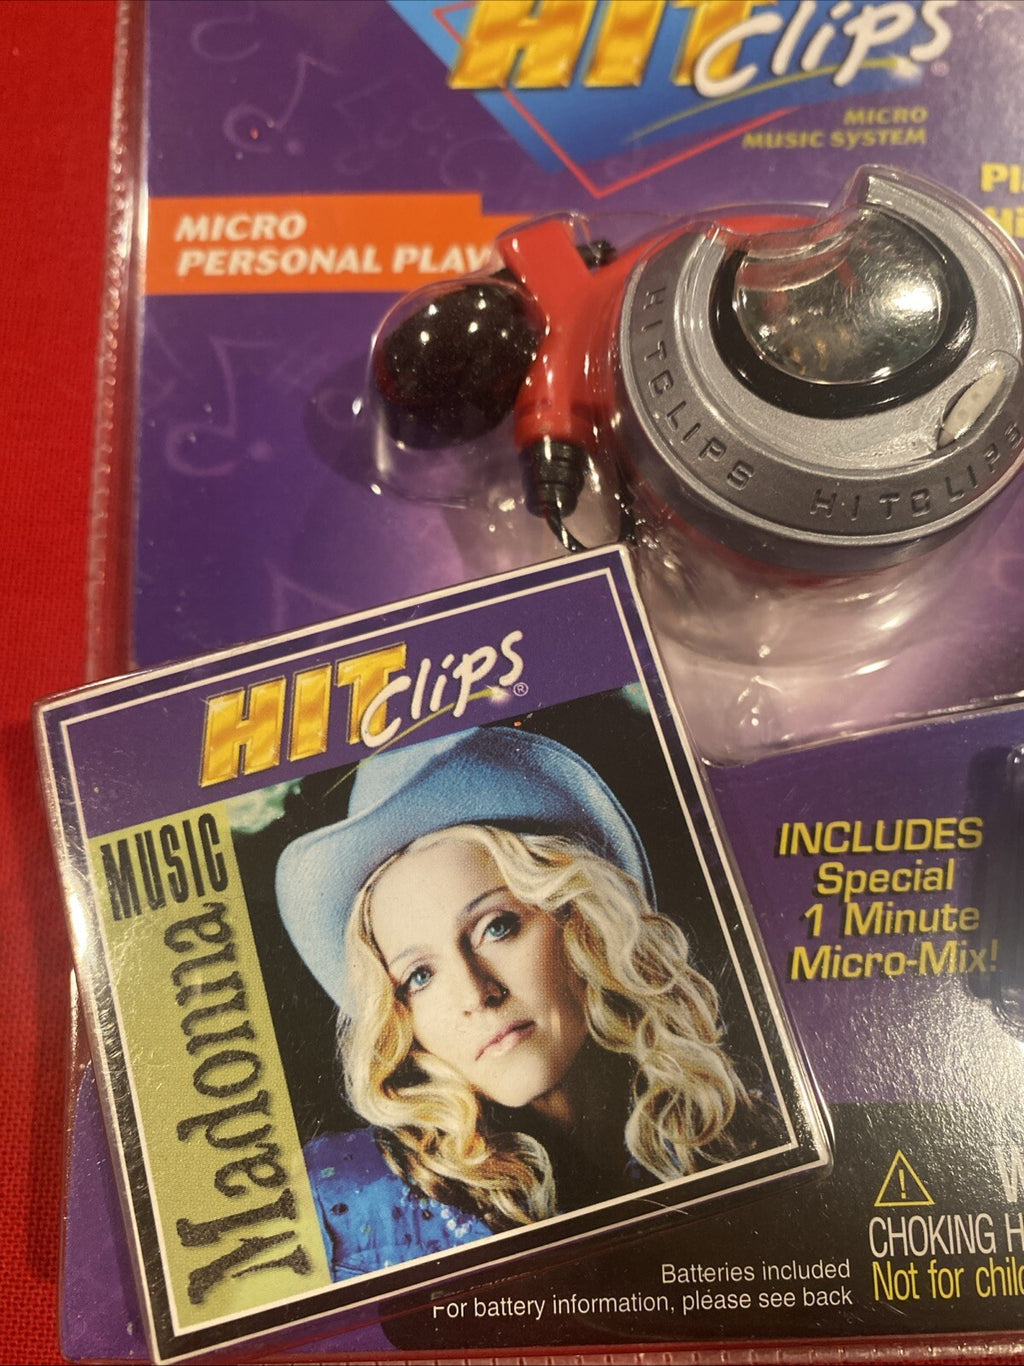 HIT Clips®
MICRO
MUSIC SYSTEM
MICRO
PERSONAL PLAY
HITCLIPS HITCLIPS
HIT Clips®
MUSIC
Madonna
INCLUDES
Special
1 Minute
Micro-Mix!
CHOKING H
Not for chil
Batteries included
For battery information, please see back